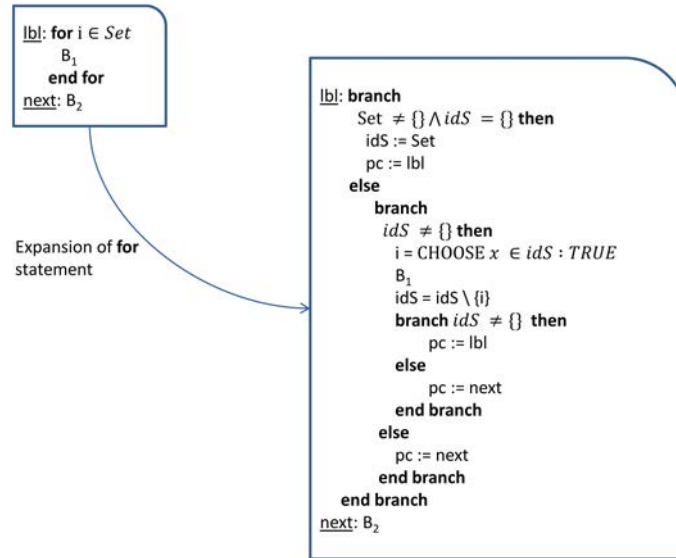 lbl: for i ∈ Set
B₁
end for
next: B₂
Expansion of for
statement
lbl: branch
Set ≠ {} ⋀ idS = {} then
idS := Set
pc := lbl
else
branch
idS ≠ {} then
i = CHOOSE x ∈ idS : TRUE
B₁
idS = idS \ {i}
branch idS ≠ {} then
pc := lbl
else
pc := next
end branch
else
pc := next
end branch
end branch
next: B₂